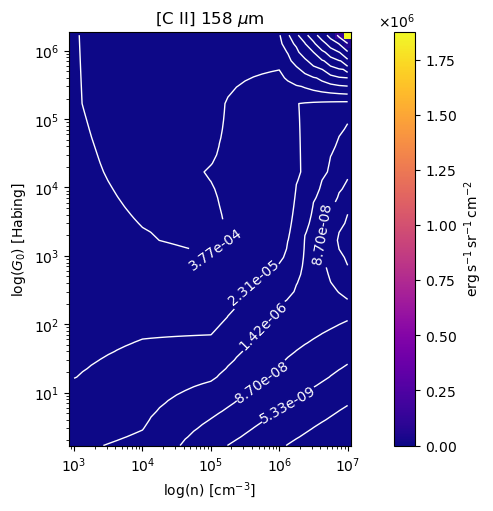 [C II] 158 μm
×10⁶
10⁶
10⁵
10⁴
10³
10²
10¹
log(G₀) [Habing]
3.77e-04
2.31e-05
1.42e-06
8.70e-08
8.70e-08
5.33e-09
10³ 10⁴ 10⁵ 10⁶ 10⁷
log(n) [cm⁻³]
1.75
1.50
1.25
1.00
0.75
0.50
0.25
0.00
erg s⁻¹ sr⁻¹ cm⁻²